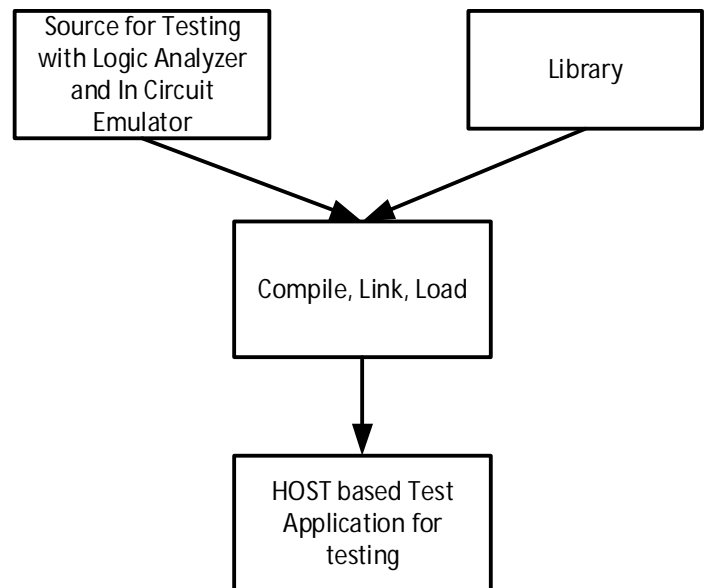 Source for Testing
with Logic Analyzer
and In Circuit
Emulator
Library
Compile, Link, Load
HOST based Test
Application for
testing